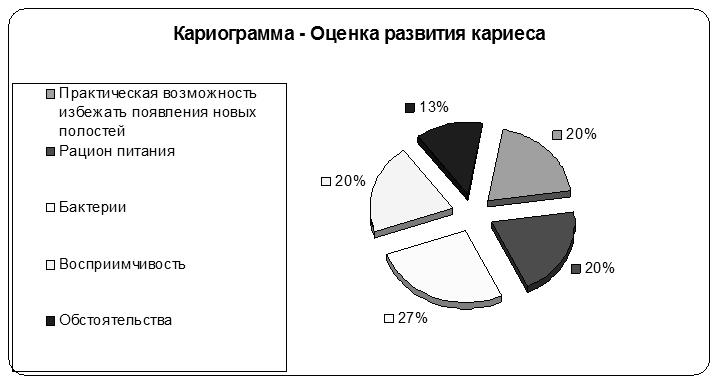 Кариограмма - Оценка развития кариеса
Практическая возможность
избежать появления новых
полостей
Рацион питания
Бактерии
Восприимчивость
Обстоятельства
13%
20%
20%
20%
27%